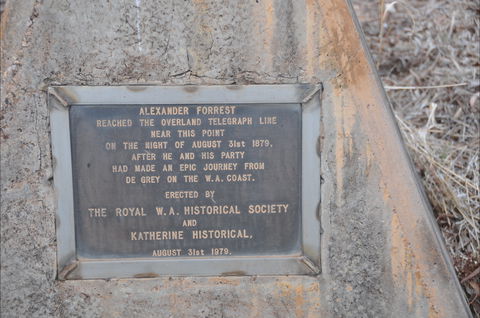 ALEXANDER FORREST
REACHED THE OVERLAND TELEGRAPH LINE
NEAR THIS POINT
ON THE NIGHT OF AUGUST 31st 1879,
AFTER HE AND HIS PARTY
HAD MADE AN EPIC JOURNEY FROM
DE GREY ON THE W.A. COAST.
ERECTED BY
THE ROYAL W.A. HISTORICAL SOCIETY
AND
KATHERINE HISTORICAL,
AUGUST 31st 1979.